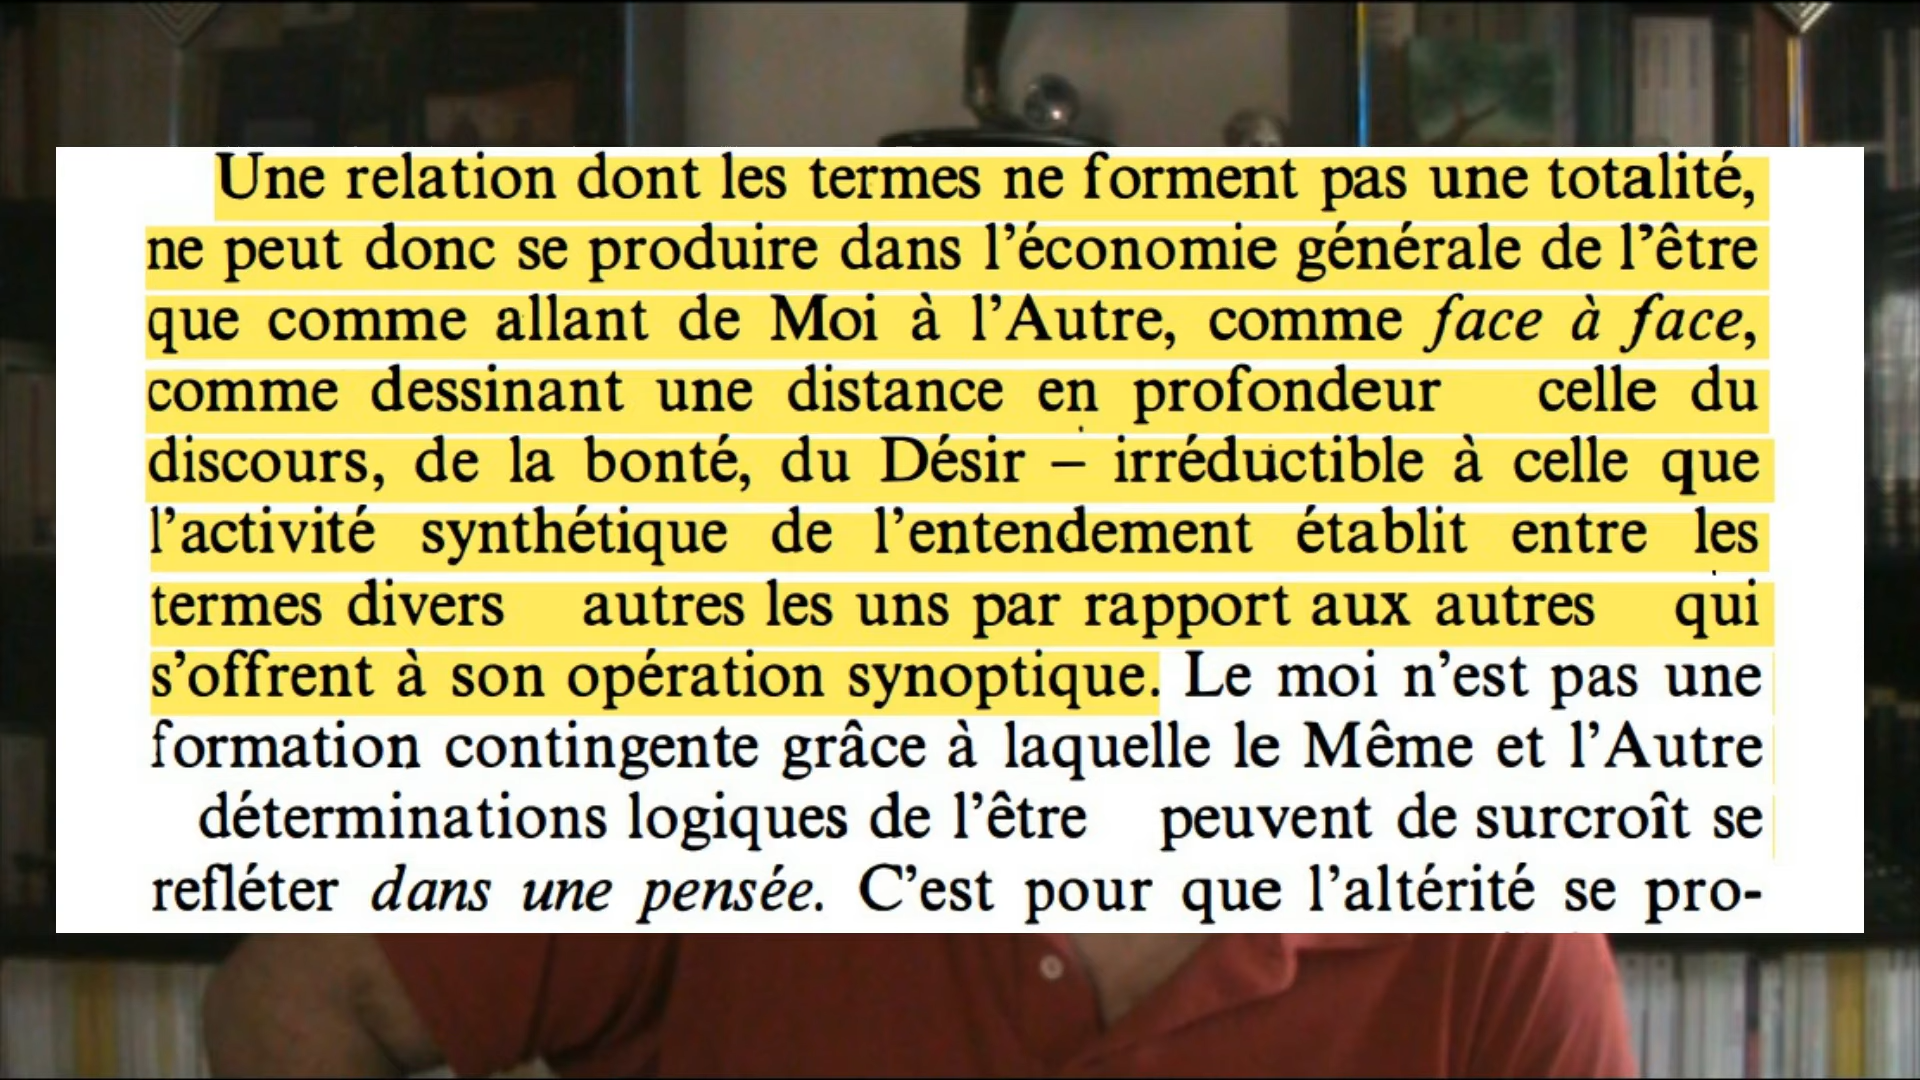 Une relation dont les termes ne forment pas une totalité,
ne peut donc se produire dans l'économie générale de l'être
que comme allant de Moi à l'Autre, comme face à face,
comme dessinant une distance en profondeur celle du
discours, de la bonté, du Désir – irréductible à celle que
l'activité synthétique de l'entendement établit entre les
termes divers autres les uns par rapport aux autres qui
s'offrent à son opération synoptique. Le moi n'est pas une
formation contingente grâce à laquelle le Même et l'Autre
déterminations logiques de l'être peuvent de surcroît se
refléter dans une pensée. C'est pour que l'altérité se pro-